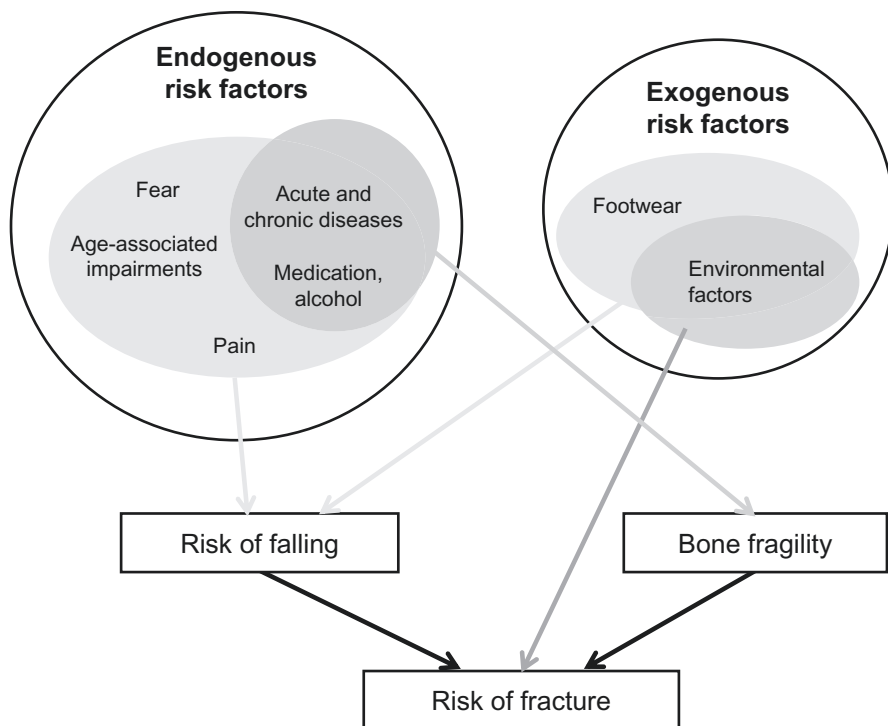 Endogenous
risk factors
Fear
Acute and
chronic diseases
Age-associated
impairments
Medication,
alcohol
Pain
Exogenous
risk factors
Footwear
Environmental
factors
Risk of falling
Bone fragility
Risk of fracture